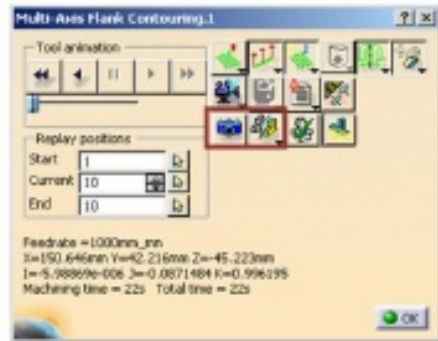 Multi-Axis Flank Contouring.1
Tool animation
Replay positions
Start 1
Current 10
End 10
Feedrate =1000mm_mn
X=150.646mm Y=42.216mm Z=-45.223mm
I=-5.98869e-006 J=-0.0871484 K=0.996195
Machining time = 22s Total time = 22s
OK